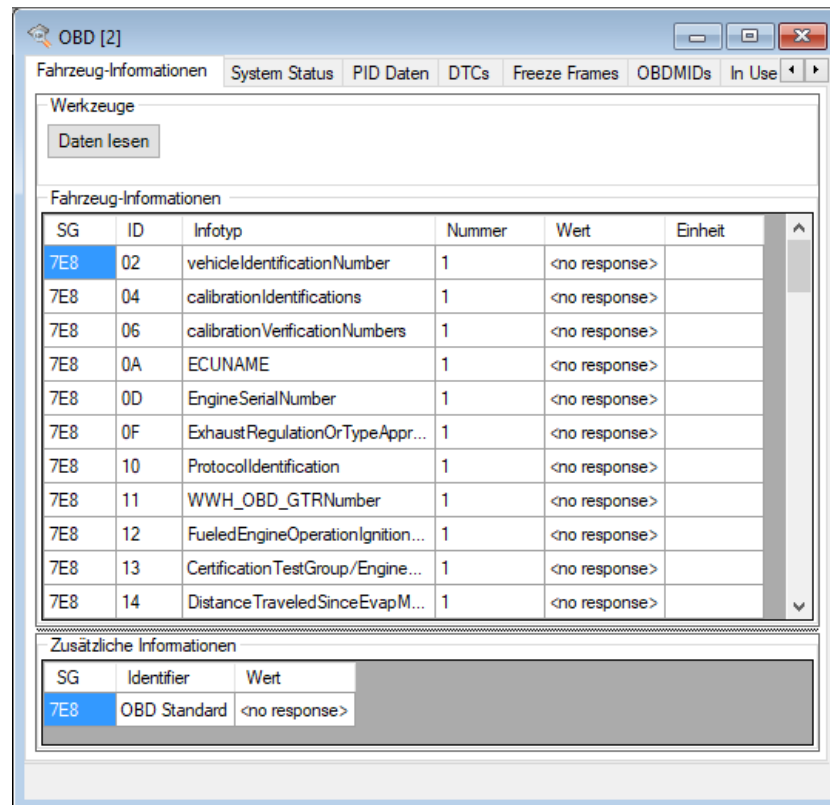 OBD [2]
Fahrzeug-Informationen System Status PID Daten DTCs Freeze Frames OBDMIDs In Use
Werkzeuge
Daten lesen
Fahrzeug-Informationen
SG ID Infotyp Nummer Wert Einheit
7E8 02 vehicleIdentificationNumber 1 <no response>
7E8 04 calibrationIdentifications 1 <no response>
7E8 06 calibrationVerificationNumbers 1 <no response>
7E8 0A ECUNAME 1 <no response>
7E8 0D EngineSerialNumber 1 <no response>
7E8 0F ExhaustRegulationOrTypeAppr... 1 <no response>
7E8 10 ProtocolIdentification 1 <no response>
7E8 11 WWH_OBD_GTRNumber 1 <no response>
7E8 12 FueledEngineOperationIgnition... 1 <no response>
7E8 13 CertificationTestGroup/Engine... 1 <no response>
7E8 14 DistanceTraveledSinceEvapM... 1 <no response>
Zusätzliche Informationen
SG Identifier Wert
7E8 OBD Standard <no response>